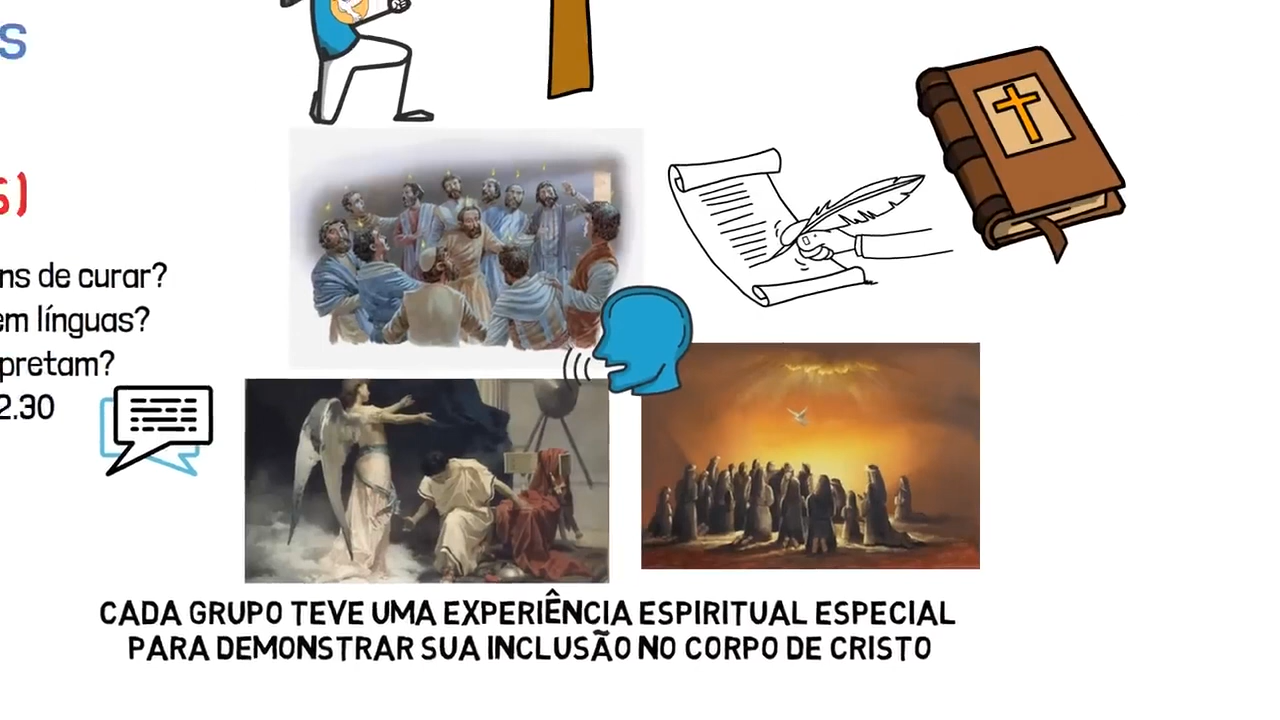 S
S)
ns de curar?
em línguas?
pretam?
2.30
CADA GRUPO TEVE UMA EXPERIÊNCIA ESPIRITUAL ESPECIAL
PARA DEMONSTRAR SUA INCLUSÃO NO CORPO DE CRISTO